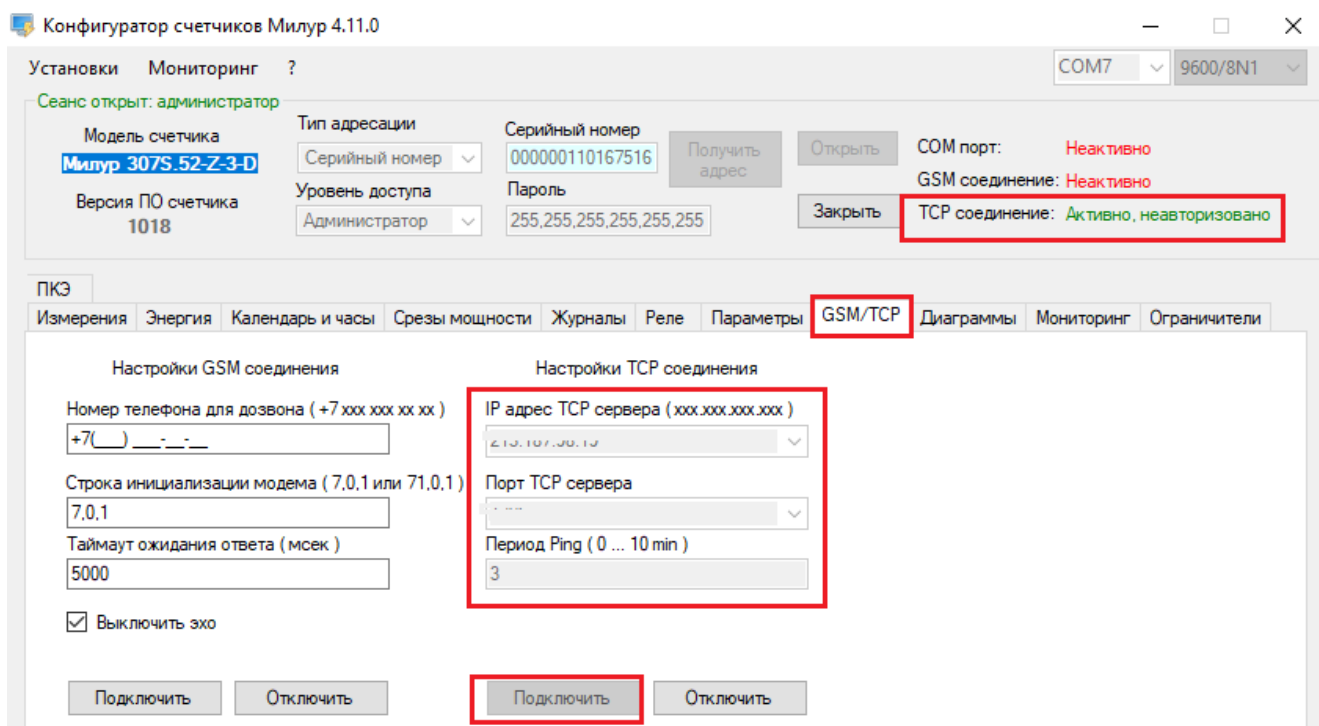 Конфигуратор счетчиков Милур 4.11.0
Установки Мониторинг ? COM7 9600/8N1
Сеанс открыт: администратор
Модель счетчика
Милур 307S.52-Z-3-D
Версия ПО счетчика
1018
Тип адресации
Серийный номер
Уровень доступа
Администратор
Серийный номер
000000110167516
Пароль
255,255,255,255,255,255
Получить адрес
Открыть
Закрыть
COM порт: Неактивно
GSM соединение: Неактивно
TCP соединение: Активно, неавторизовано
ПКЭ
Измерения Энергия Календарь и часы Срезы мощности Журналы Реле Параметры GSM/TCP Диаграммы Мониторинг Ограничители
Настройки GSM соединения
Номер телефона для дозвона ( +7 xxx xxx xx xx )
+7(___) ___-__-__
Строка инициализации модема ( 7,0,1 или 71,0,1 )
7,0,1
Таймаут ожидания ответа ( мсек )
5000
Выключить эхо
Подключить Отключить
Настройки TCP соединения
IP адрес TCP сервера ( xxx.xxx.xxx.xxx )
Порт TCP сервера
Период Ping ( 0 ... 10 min )
3
Подключить Отключить